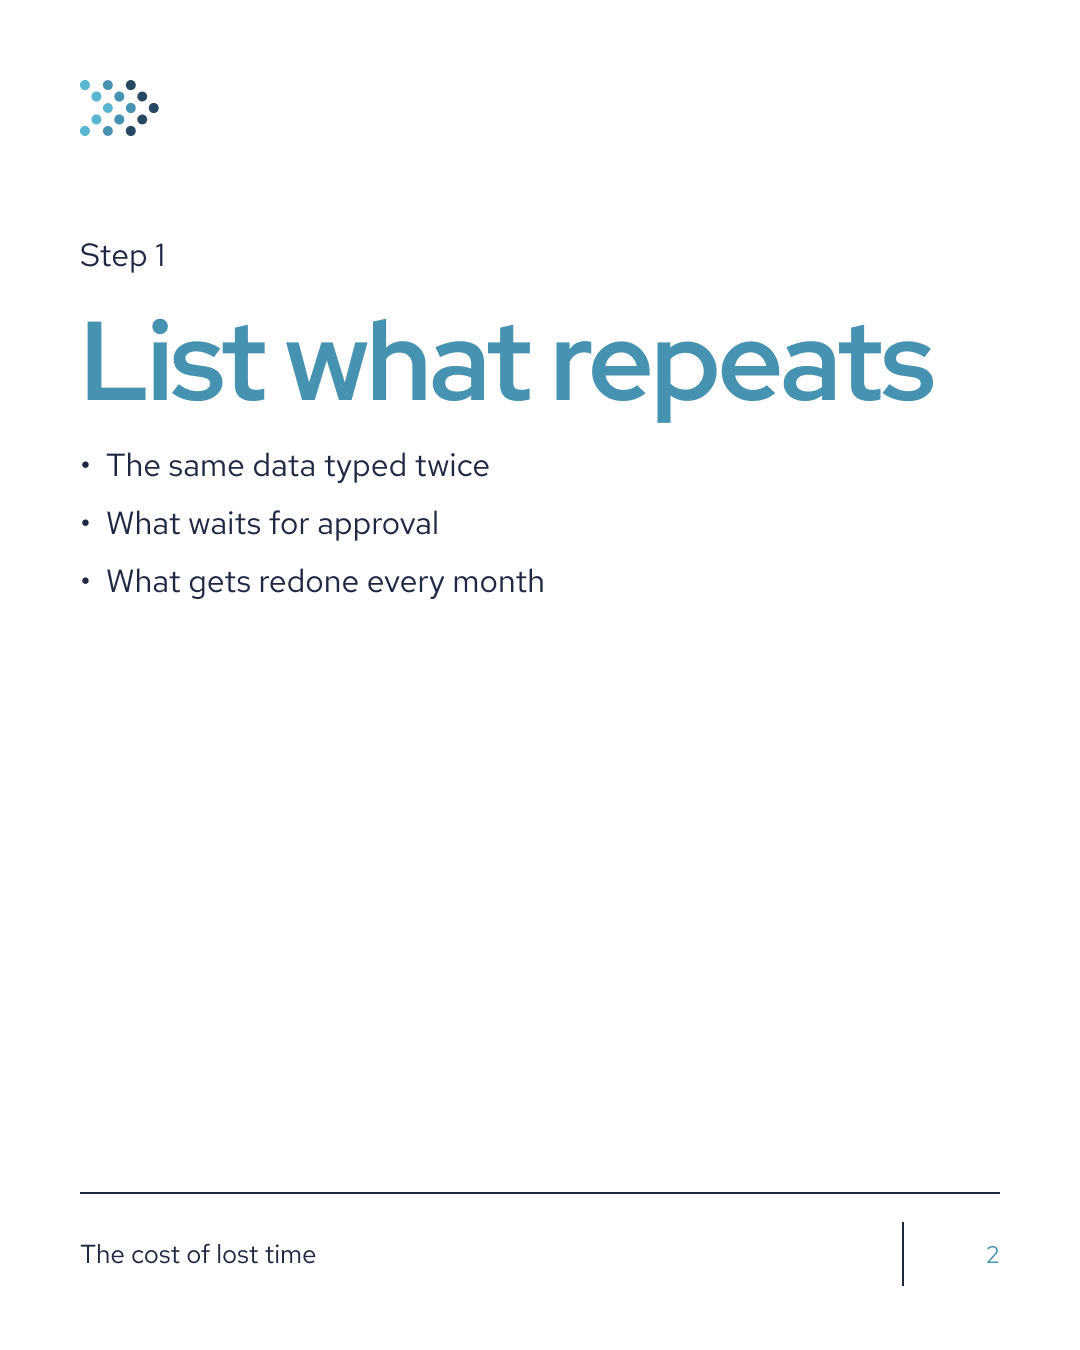 Step 1
List what repeats
• The same data typed twice
• What waits for approval
• What gets redone every month
The cost of lost time
2